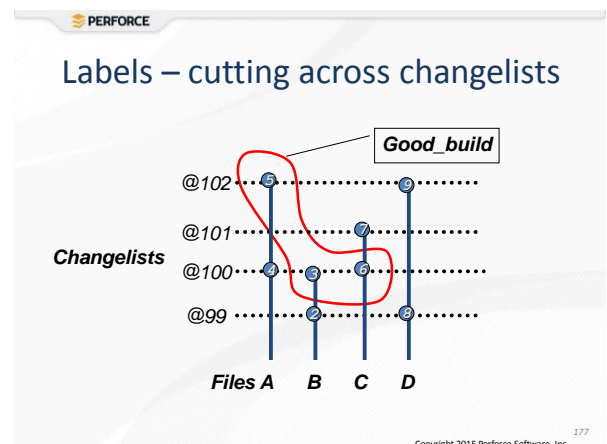 PERFORCE
Labels – cutting across changelists
Good_build
@102
5
9
@101
7
Changelists
@100
4
3
6
@99
2
8
Files A B C D
177
Copyright 2015 Perforce Software, Inc